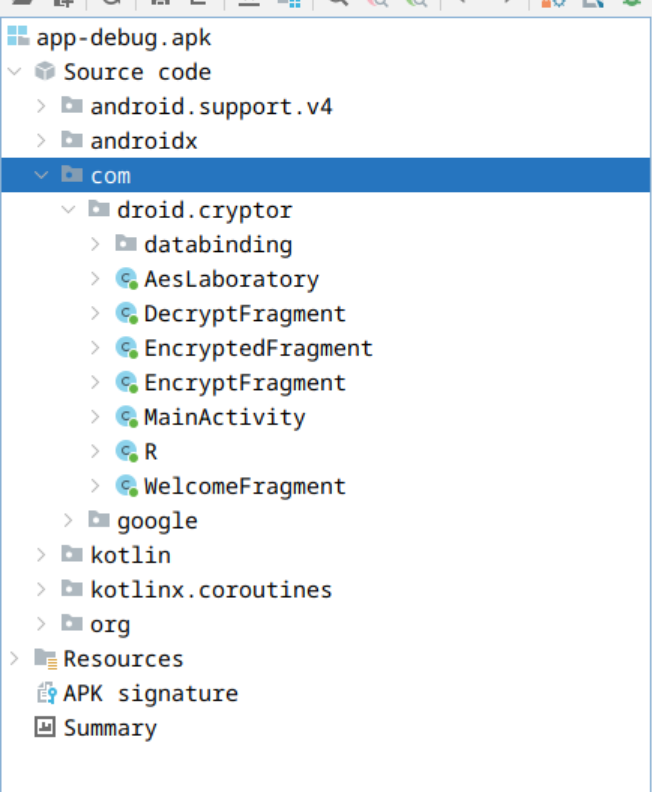 app-debug.apk
Source code
android.support.v4
androidx
com
droid.cryptor
databinding
AesLaboratory
DecryptFragment
EncryptedFragment
EncryptFragment
MainActivity
R
WelcomeFragment
google
kotlin
kotlinx.coroutines
org
Resources
APK signature
Summary